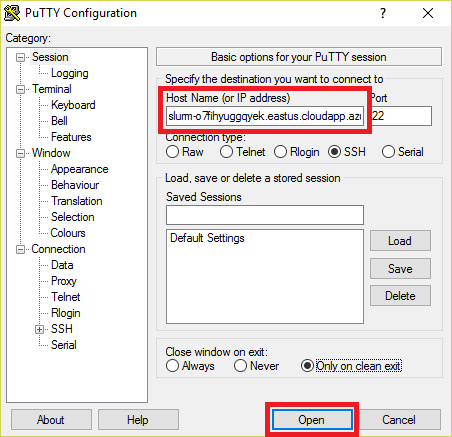 PuTTY Configuration
Category:
Session
Logging
Terminal
Keyboard
Bell
Features
Window
Appearance
Behaviour
Translation
Selection
Colours
Connection
Data
Proxy
Telnet
Rlogin
SSH
Serial
Basic options for your PuTTY session
Specify the destination you want to connect to
Host Name (or IP address) Port
slum-o7fihyuggqyek.eastus.cloudapp.az 22
Connection type:
Raw Telnet Rlogin SSH Serial
Load, save or delete a stored session
Saved Sessions
Default Settings
Load
Save
Delete
Close window on exit:
Always Never Only on clean exit
About Help Open Cancel